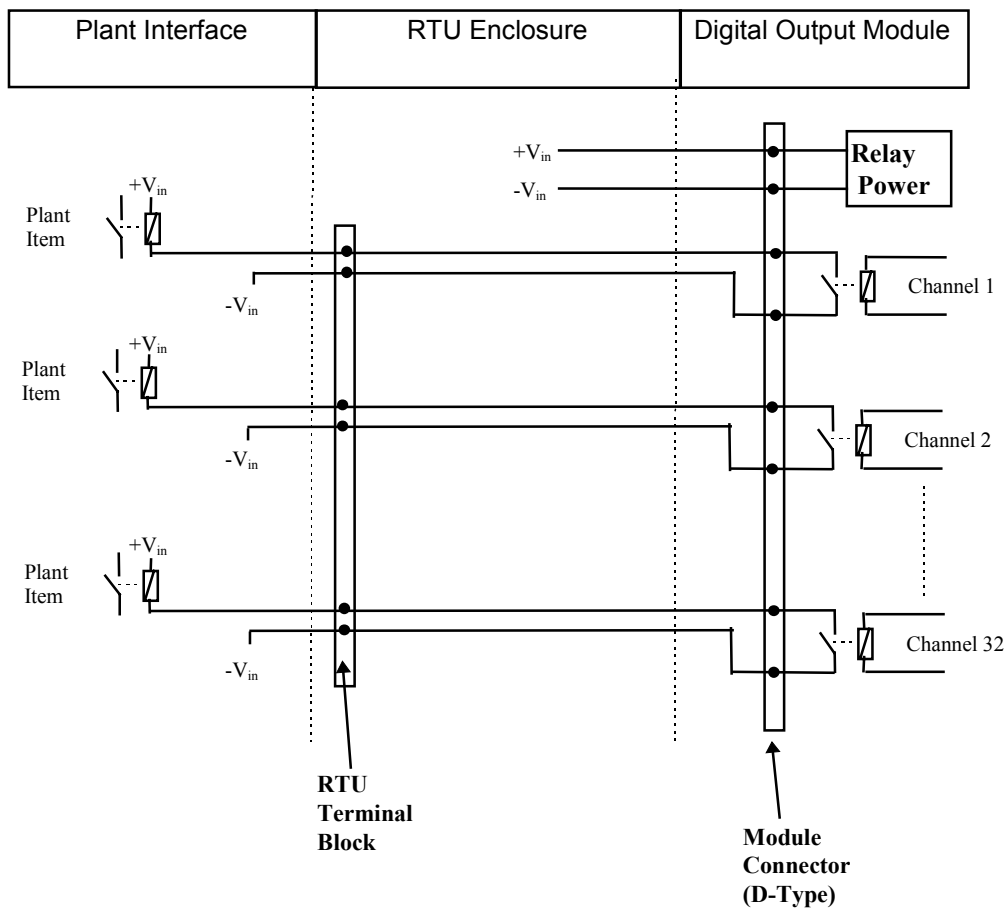 Plant Interface
RTU Enclosure
Digital Output Module
+Vin
-Vin
Relay
Power
Plant
Item
+Vin
-Vin
Channel 1
Plant
Item
+Vin
-Vin
Channel 2
Plant
Item
+Vin
-Vin
Channel 32
RTU
Terminal
Block
Module
Connector
(D-Type)